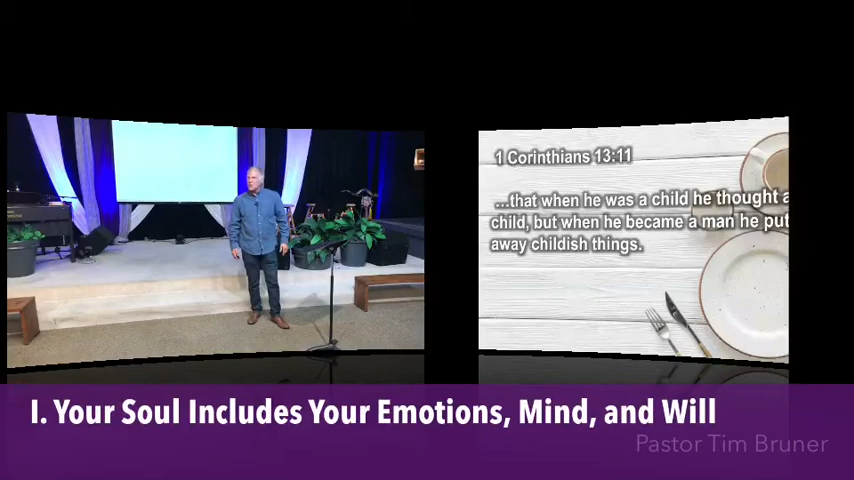 1 Corinthians 13:11
...that when he was a child he thought a
child, but when he became a man he put
away childish things.
I. Your Soul Includes Your Emotions, Mind, and Will
Pastor Tim Bruner